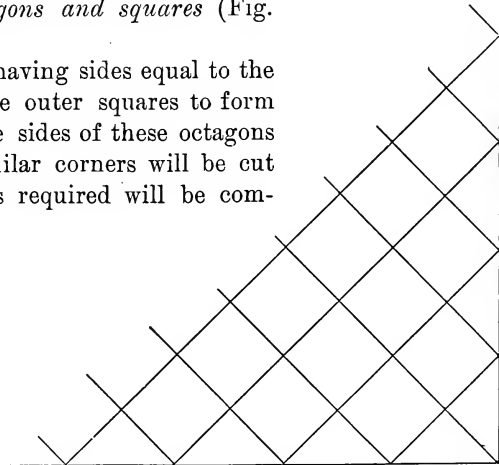 gons and squares (Fig.
having sides equal to the
e outer squares to form
e sides of these octagons
ilar corners will be cut
s required will be com-